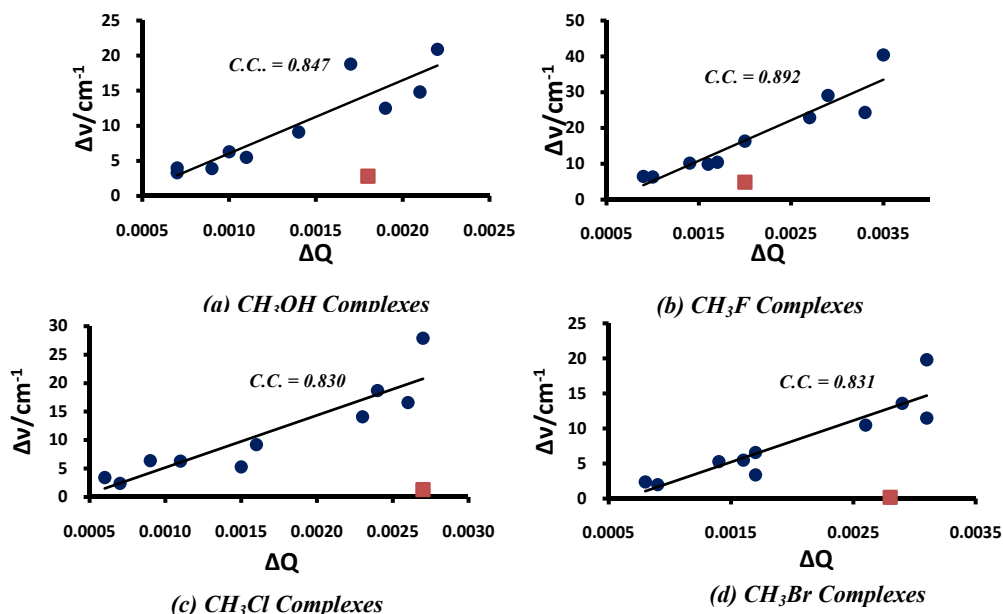 25
20
15
10
5
0
Δν/cm⁻¹
C.C.. = 0.847
0.0005 0.0010 0.0015 0.0020 0.0025
ΔQ
(a) CH₃OH Complexes
50
40
30
20
10
0
Δν/cm⁻¹
C.C. = 0.892
0.0005 0.0015 0.0025 0.0035
ΔQ
(b) CH₃F Complexes
30
25
20
15
10
5
0
Δν/cm⁻¹
C.C. = 0.830
0.0005 0.0010 0.0015 0.0020 0.0025 0.0030
ΔQ
(c) CH₃Cl Complexes
25
20
15
10
5
0
Δν/cm⁻¹
C.C. = 0.831
0.0005 0.0015 0.0025 0.0035
ΔQ
(d) CH₃Br Complexes